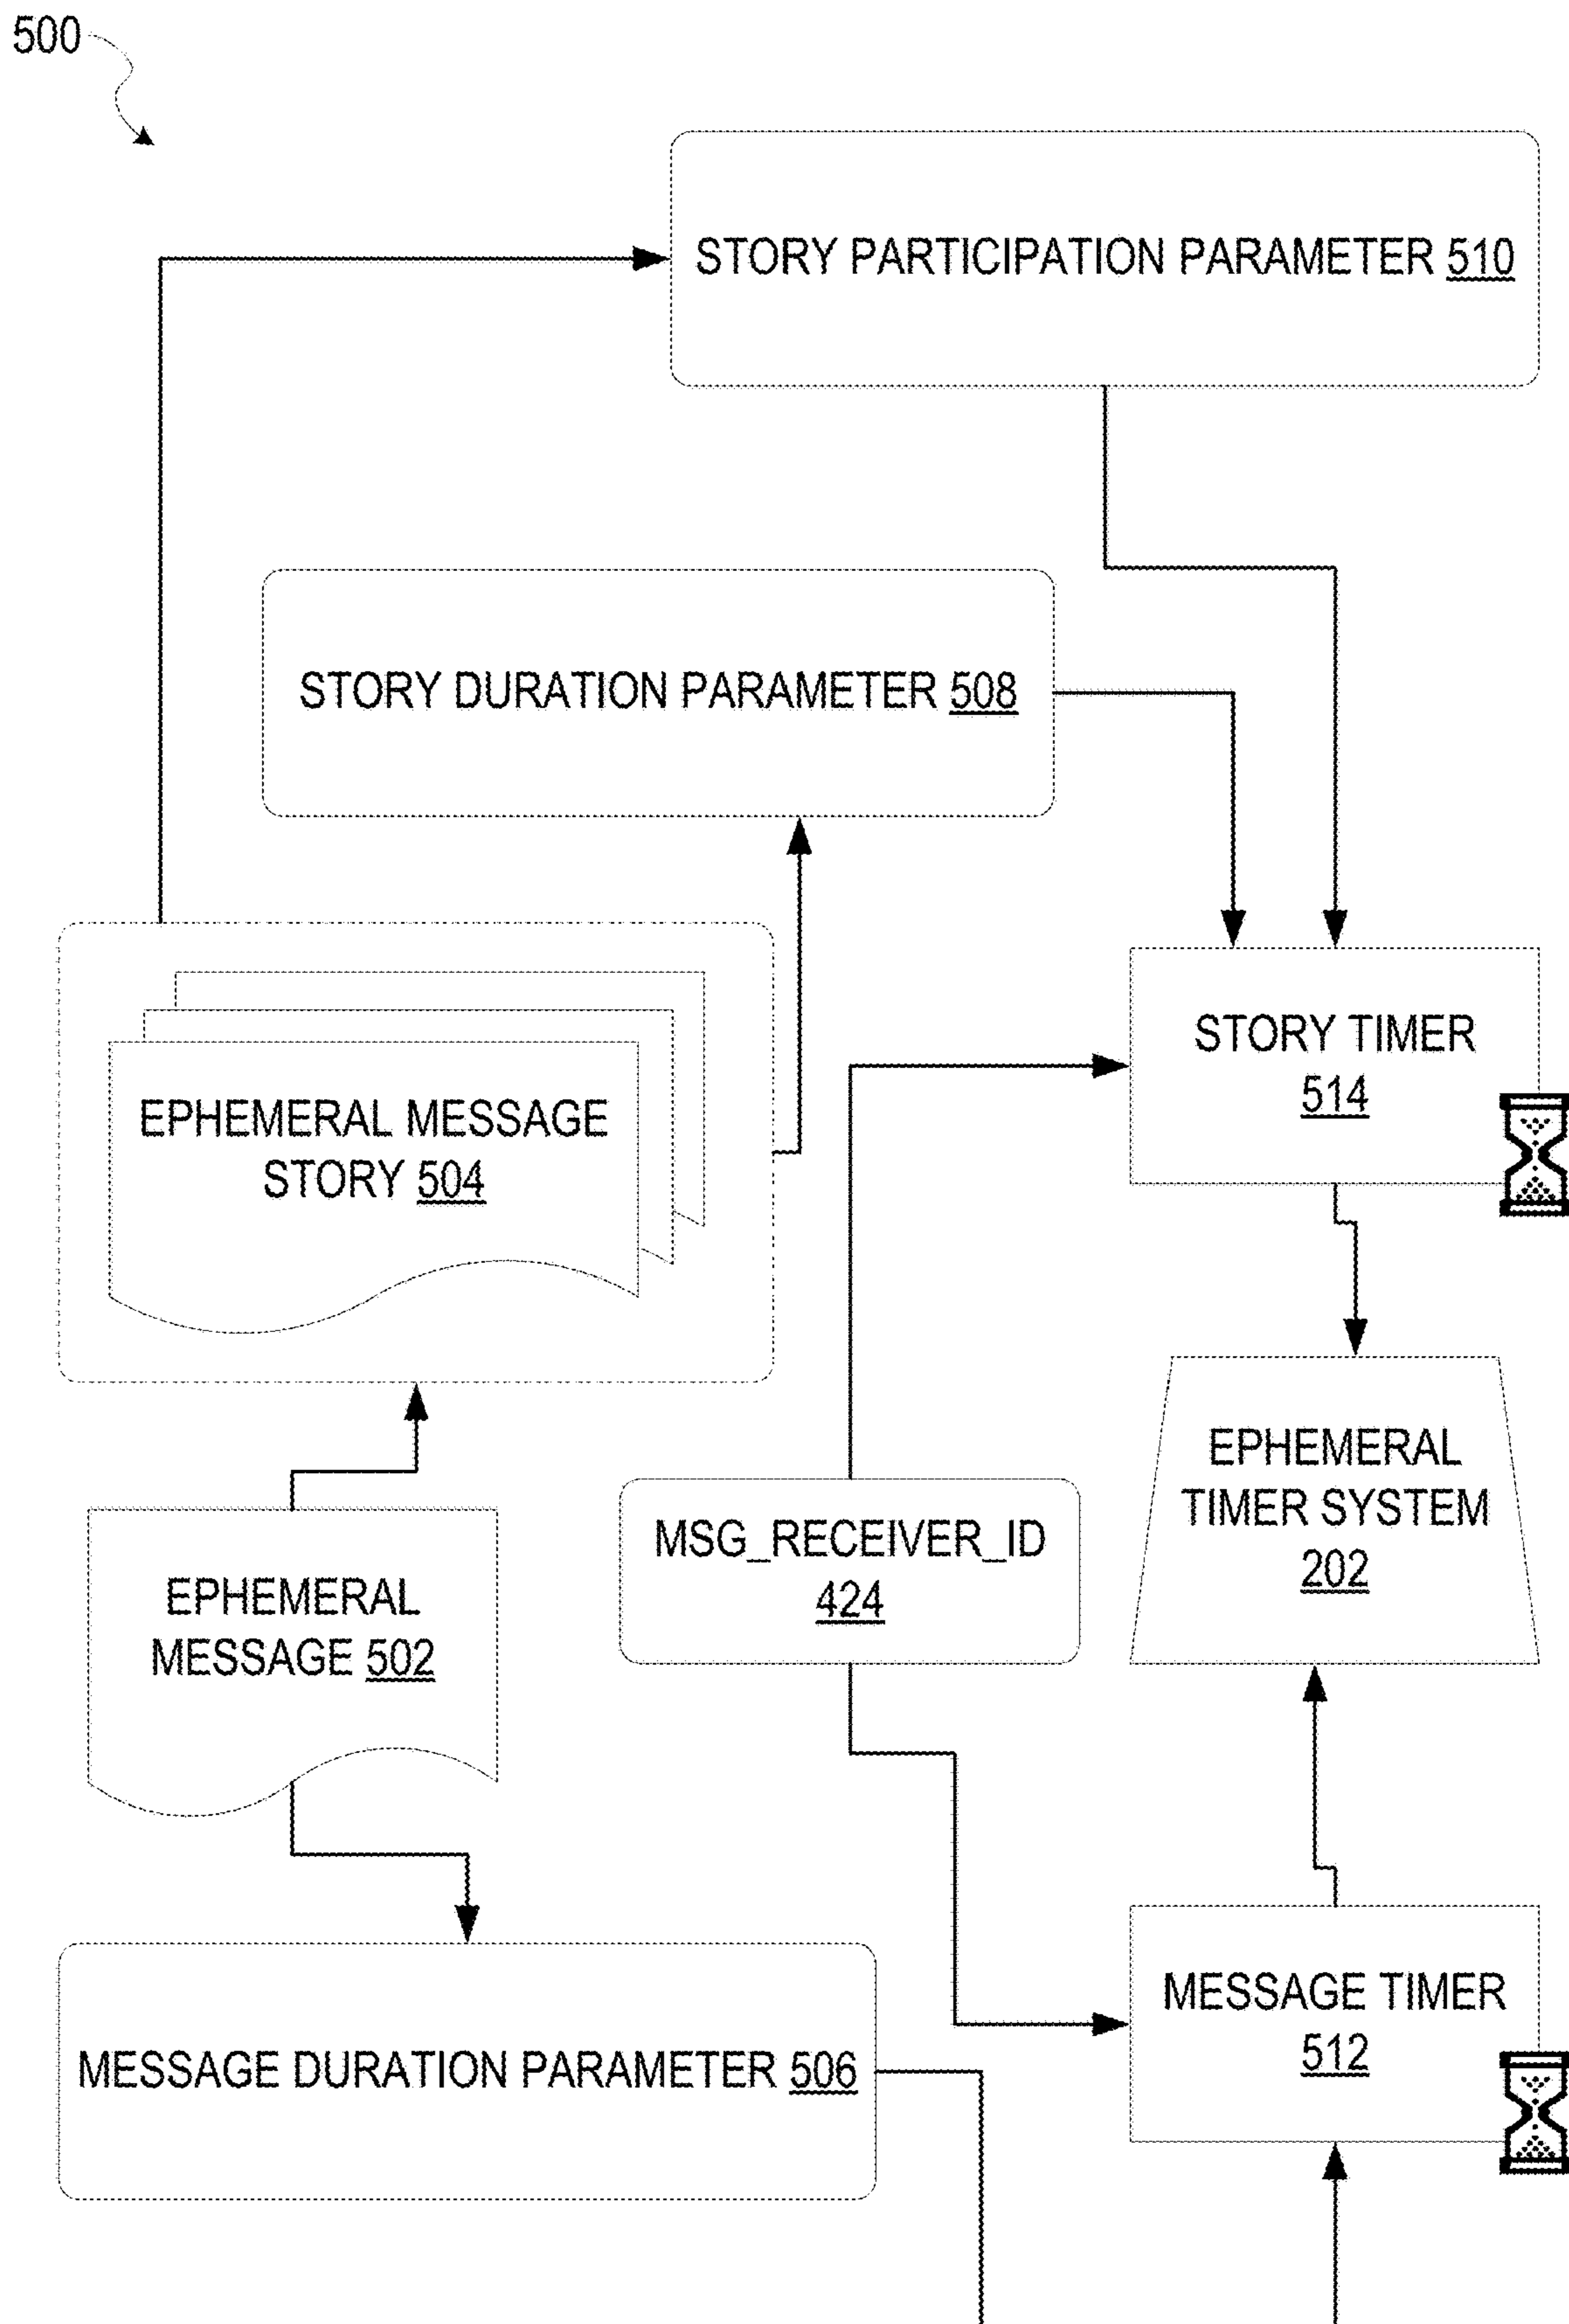 500
STORY PARTICIPATION PARAMETER 510
STORY DURATION PARAMETER 508
STORY TIMER
514
EPHEMERAL MESSAGE
STORY 504
EPHEMERAL
TIMER SYSTEM
202
MSG_RECEIVER_ID
424
EPHEMERAL
MESSAGE 502
MESSAGE TIMER
512
MESSAGE DURATION PARAMETER 506